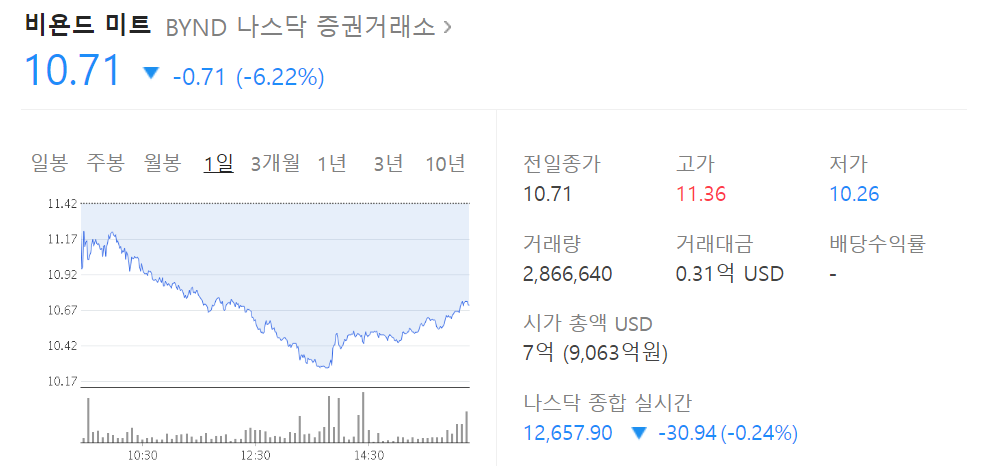 비욘드 미트 BYND 나스닥 증권거래소 >
10.71 ▼ -0.71 (-6.22%)
일봉 주봉 월봉 1일 3개월 1년 3년 10년
11.42
11.17
10.92
10.67
10.42
10.17
10:30 12:30 14:30
전일종가 고가 저가
10.71 11.36 10.26
거래량 거래대금 배당수익률
2,866,640 0.31억 USD -
시가 총액 USD
7억 (9,063억원)
나스닥 종합 실시간
12,657.90 ▼ -30.94 (-0.24%)